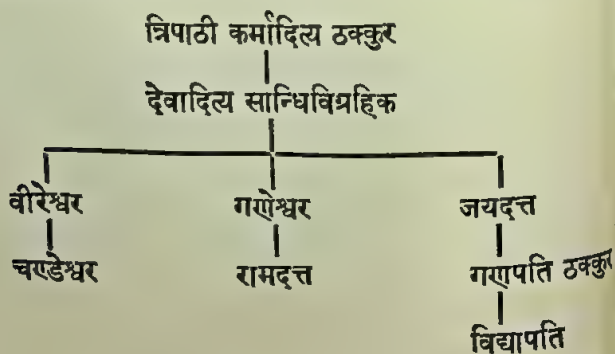 त्रिपाठी कर्मादित्य ठक्कुर
देवादित्य सान्धिविग्रहिक
वीरेश्वर गणेश्वर जयदत्त
चण्डेश्वर रामदत्त गणपति ठक्कुर
विद्यापति